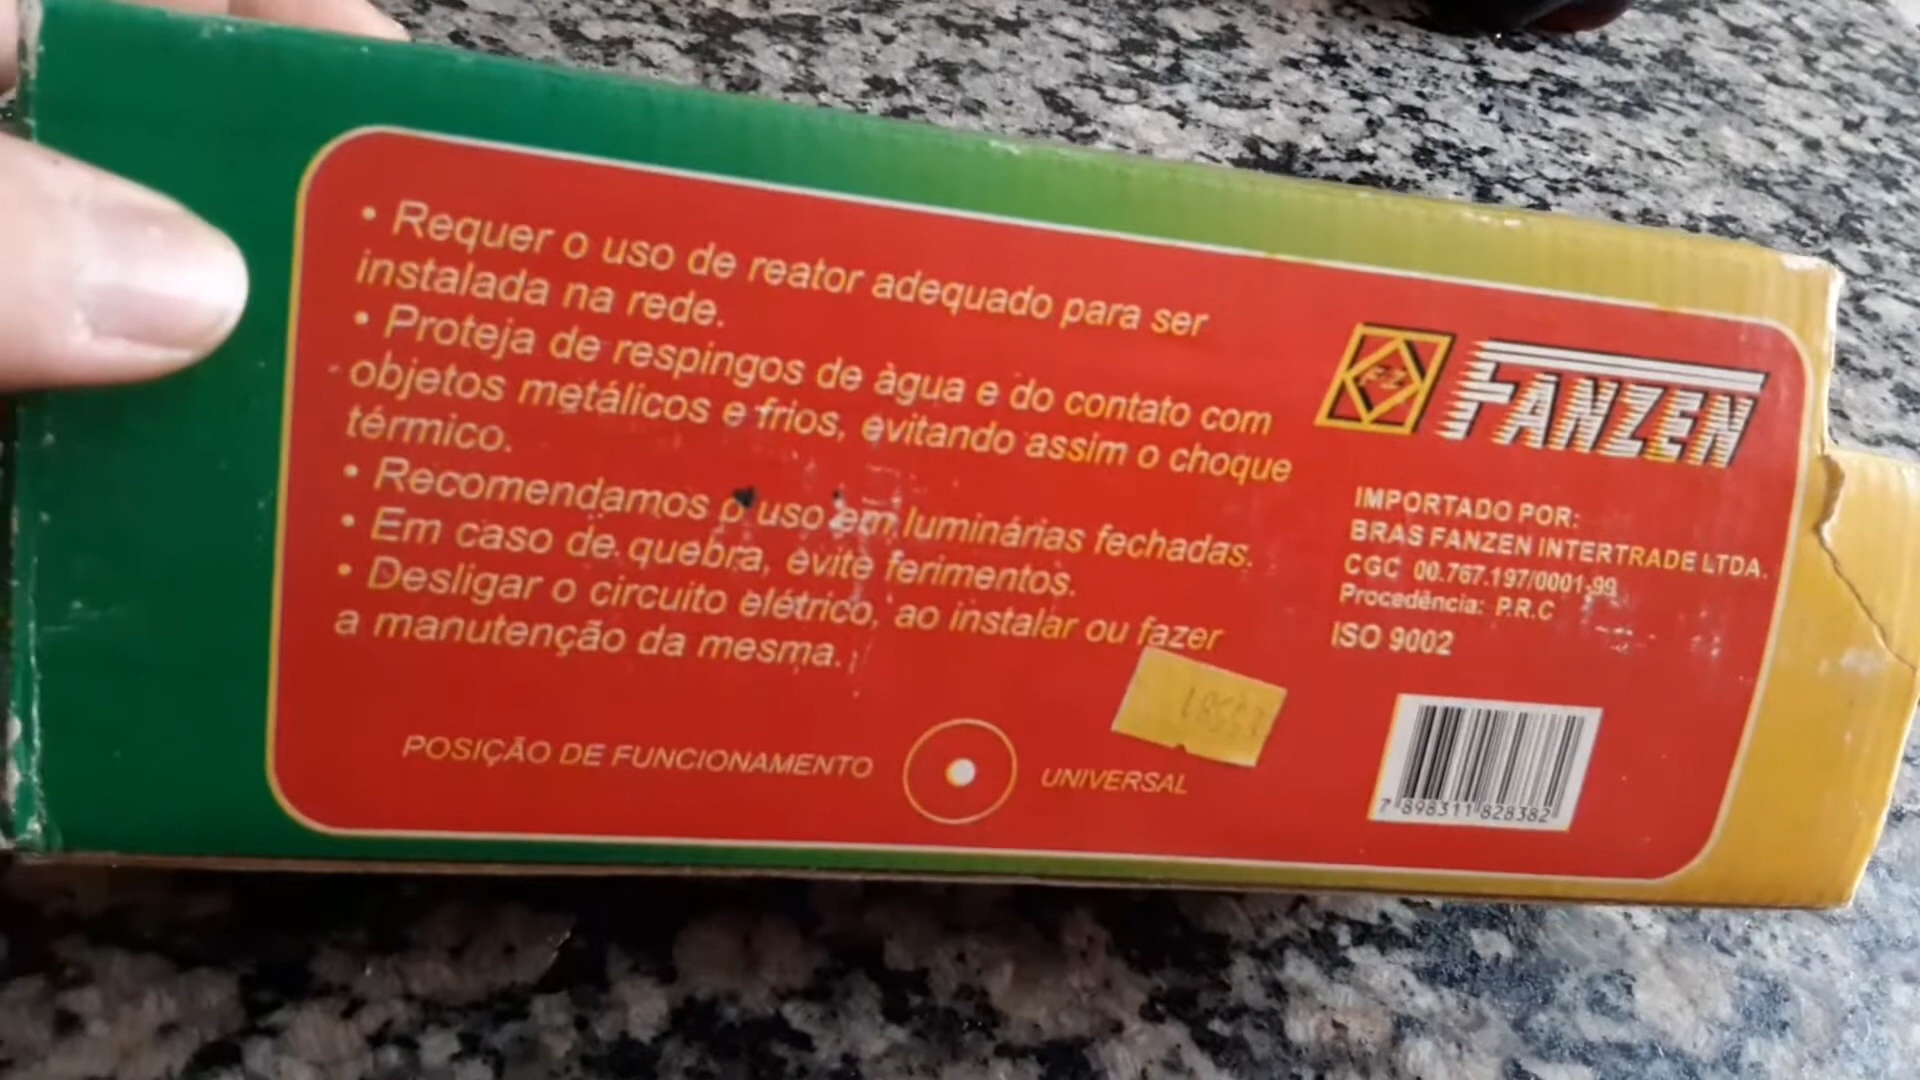 • Requer o uso de reator adequado para ser
instalada na rede.
• Proteja de respingos de àgua e do contato com
objetos metálicos e frios, evitando assim o choque
térmico.
• Recomendamos o uso em luminárias fechadas.
• Em caso de quebra, evite ferimentos.
• Desligar o circuito elétrico, ao instalar ou fazer
a manutenção da mesma.
POSIÇÃO DE FUNCIONAMENTO
UNIVERSAL
FANZEN
IMPORTADO POR:
BRAS FANZEN INTERTRADE LTDA.
CGC 00.767.197/0001-99
Procedência: P.R.C
ISO 9002
7 898311 828382